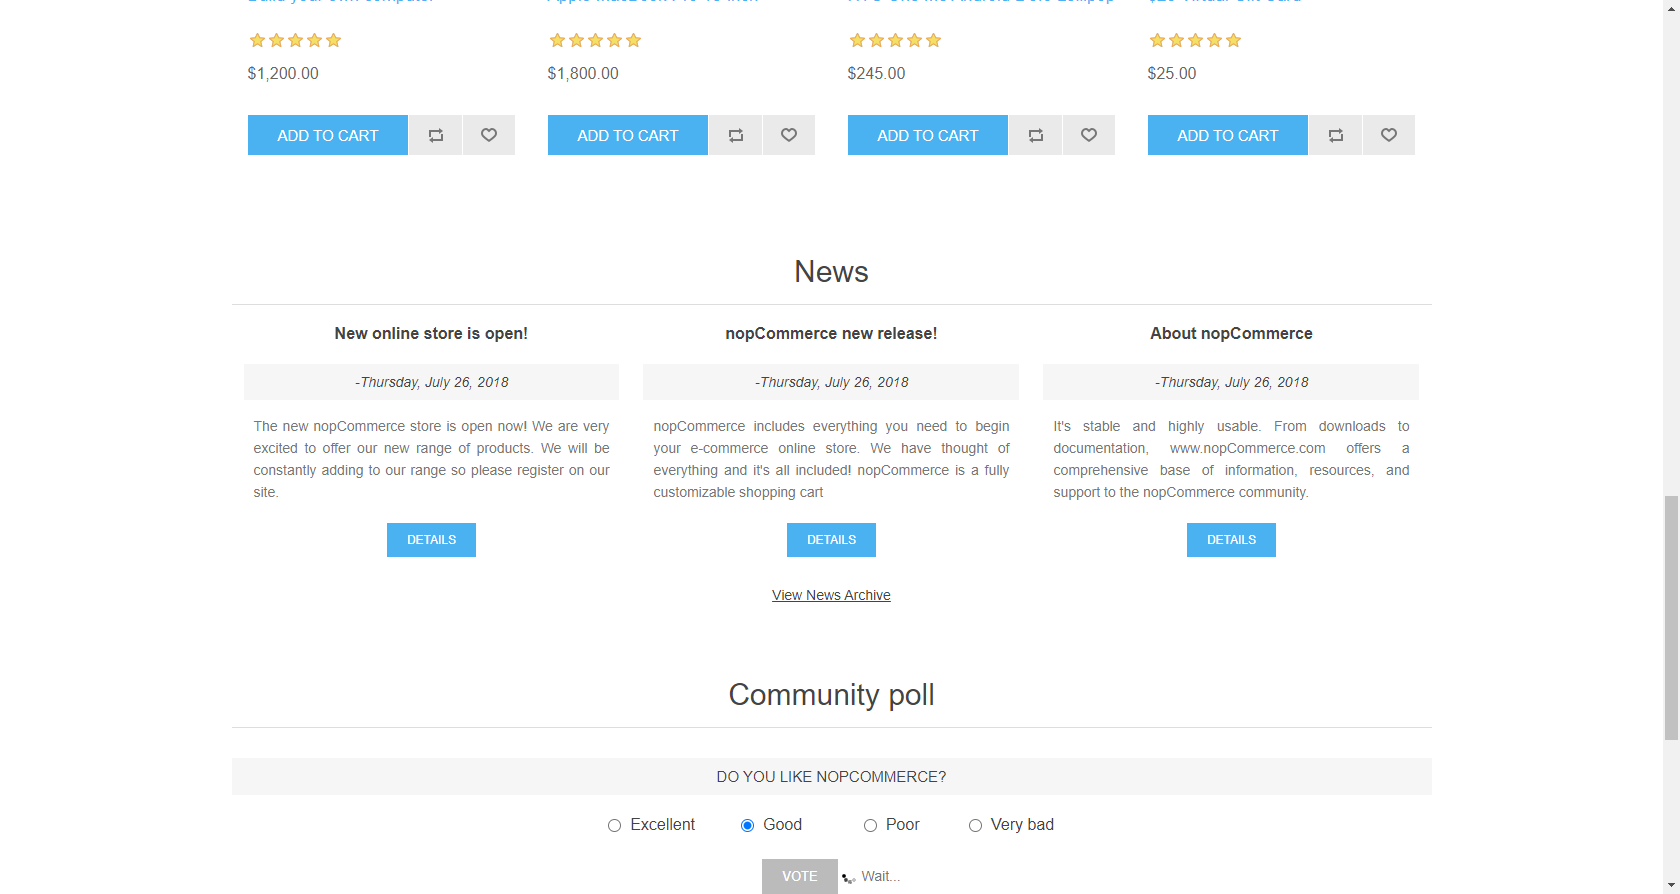 $1,200.00 $1,800.00 $245.00 $25.00
ADD TO CART ADD TO CART ADD TO CART ADD TO CART
News
New online store is open!
-Thursday, July 26, 2018
The new nopCommerce store is open now! We are very
excited to offer our new range of products. We will be
constantly adding to our range so please register on our
site.
DETAILS
nopCommerce new release!
-Thursday, July 26, 2018
nopCommerce includes everything you need to begin
your e-commerce online store. We have thought of
everything and it's all included! nopCommerce is a fully
customizable shopping cart
DETAILS
About nopCommerce
-Thursday, July 26, 2018
It's stable and highly usable. From downloads to
documentation, www.nopCommerce.com offers a
comprehensive base of information, resources, and
support to the nopCommerce community.
DETAILS
View News Archive
Community poll
DO YOU LIKE NOPCOMMERCE?
Excellent Good Poor Very bad
VOTE Wait...